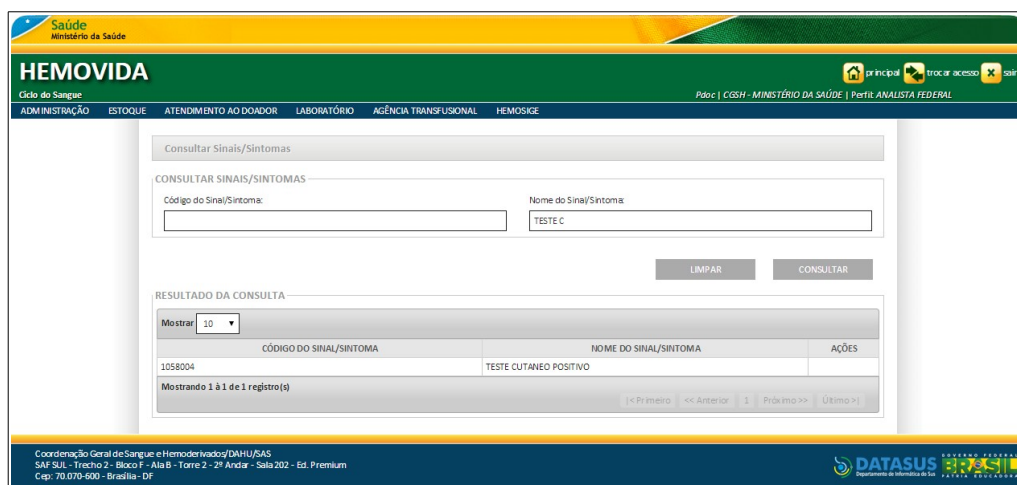 Saúde
Ministério da Saúde
HEMOVIDA
principal trocar acesso sair
Ciclo do Sangue
Pdoc | CGSH - MINISTÉRIO DA SAÚDE | Perfil: ANALISTA FEDERAL
ADMINISTRAÇÃO ESTOQUE ATENDIMENTO AO DOADOR LABORATÓRIO AGÊNCIA TRANSFUSIONAL HEMOSIGE
Consultar Sinais/Sintomas
CONSULTAR SINAIS/SINTOMAS
Código do Sinal/Sintoma: Nome do Sinal/Sintoma:
TESTE C
LIMPAR CONSULTAR
RESULTADO DA CONSULTA
Mostrar 10
CÓDIGO DO SINAL/SINTOMA NOME DO SINAL/SINTOMA AÇÕES
1058004 TESTE CUTANEO POSITIVO
Mostrando 1 à 1 de 1 registro(s)
|< Primeiro << Anterior 1 Próximo >> Último >|
Coordenação Geral de Sangue e Hemoderivados/DAHU/SAS
SAF SUL - Trecho 2 - Bloco F - Ala B - Torre 2 - 2º Andar - Sala 202 - Ed. Premium
Cep: 70.070-600 - Brasília - DF
DATASUS
Departamento de Informática do Sus
GOVERNO FEDERAL
BRASIL
PÁTRIA EDUCADORA